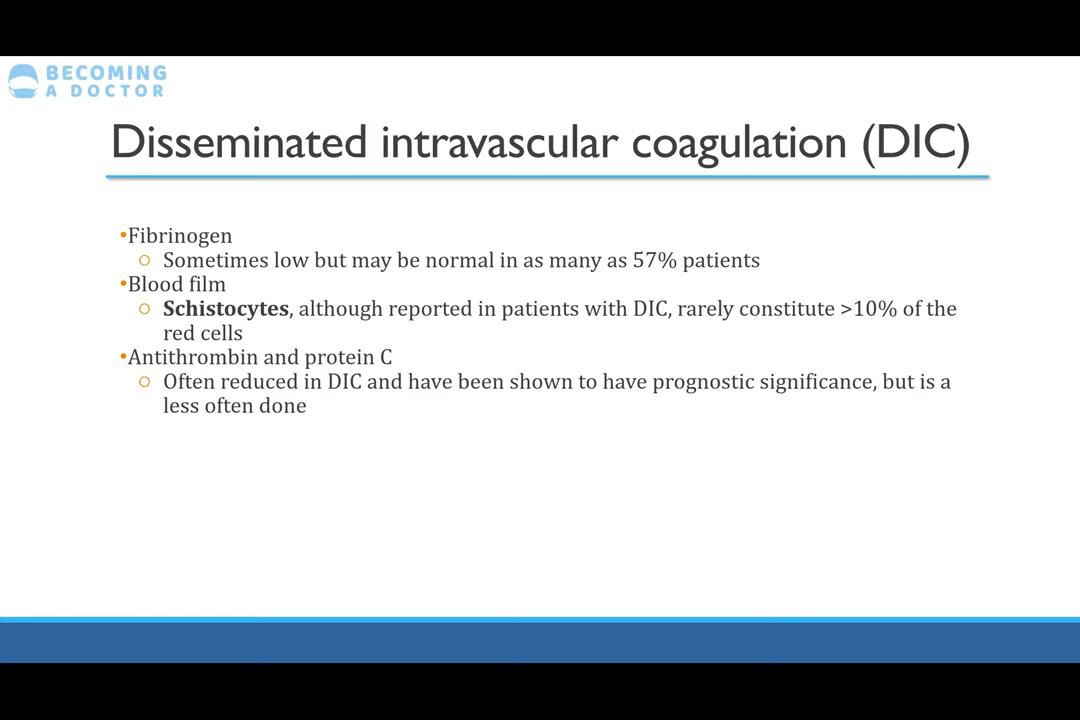 BECOMING
A DOCTOR
Disseminated intravascular coagulation (DIC)
•Fibrinogen
○ Sometimes low but may be normal in as many as 57% patients
•Blood film
○ Schistocytes, although reported in patients with DIC, rarely constitute >10% of the
red cells
•Antithrombin and protein C
○ Often reduced in DIC and have been shown to have prognostic significance, but is a
less often done